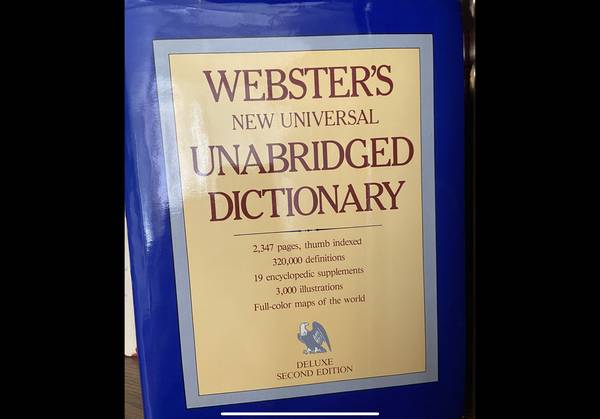 WEBSTER'S
NEW UNIVERSAL
UNABRIDGED
DICTIONARY
2,347 pages, thumb indexed
320,000 definitions
19 encyclopedic supplements
3,000 illustrations
Full-color maps of the world
DELUXE
SECOND EDITION